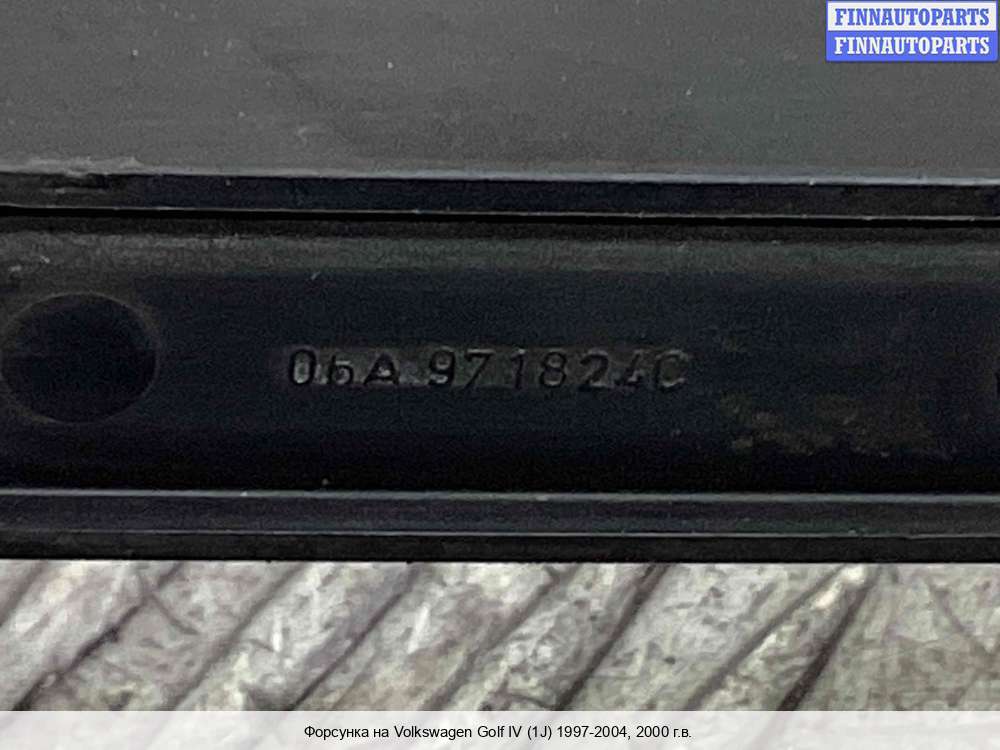 FINNAUTOPARTS
FINNAUTOPARTS
06A 971824C
Форсунка на Volkswagen Golf IV (1J) 1997-2004, 2000 г.в.